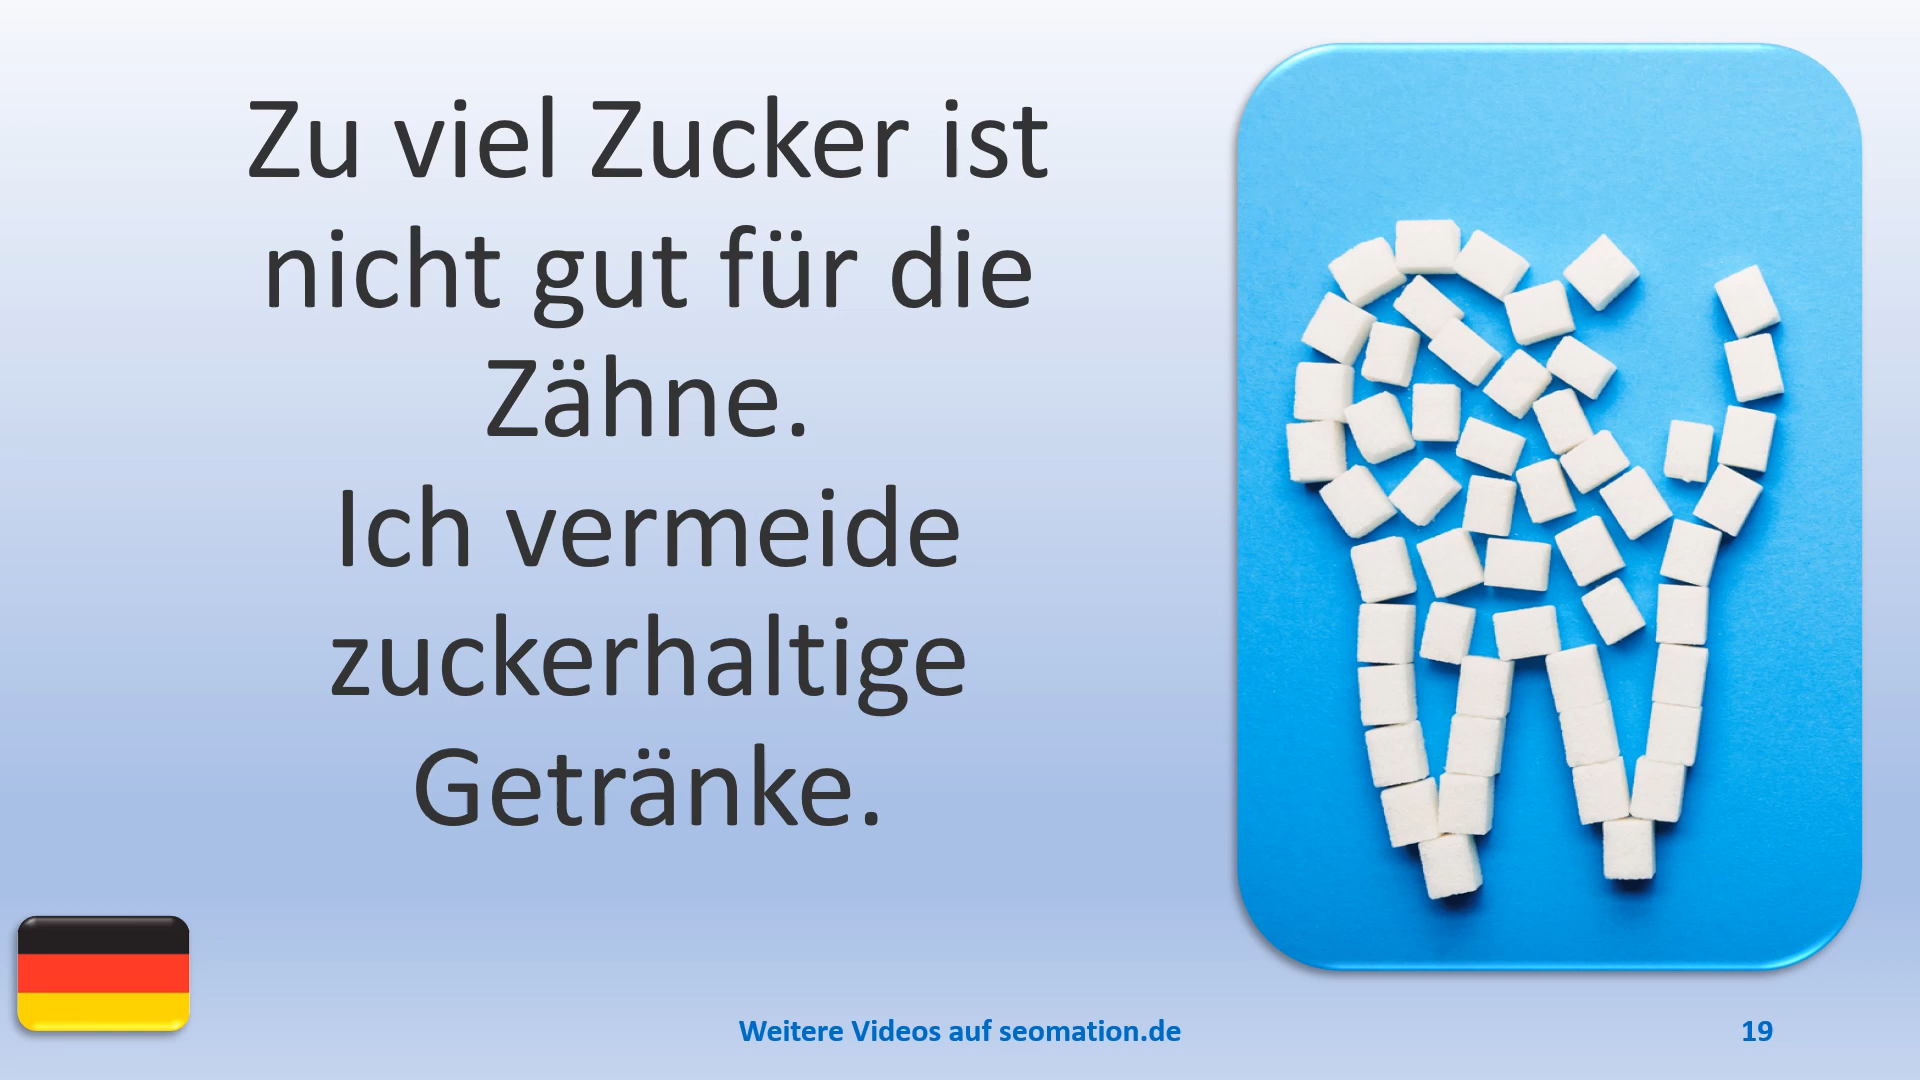 Zu viel Zucker ist
nicht gut für die
Zähne.
Ich vermeide
zuckerhaltige
Getränke.
Weitere Videos auf seomation.de
19